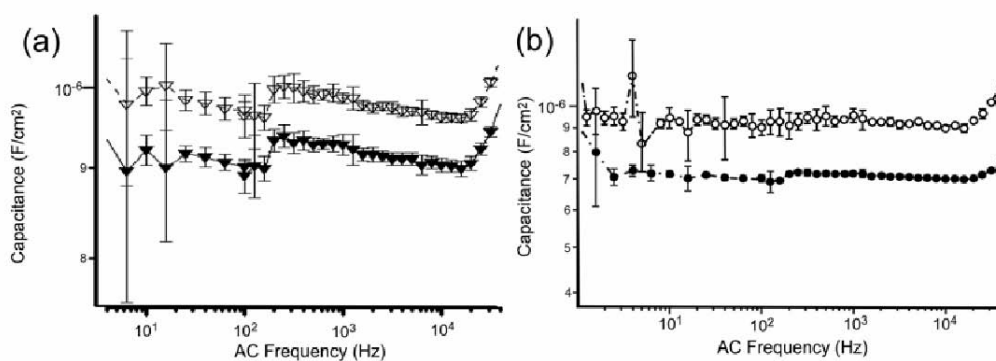 (a)
Capacitance (F/cm²)
10⁻⁶
9
8
10¹ 10² 10³ 10⁴
AC Frequency (Hz)
(b)
Capacitance (F/cm²)
10⁻⁶
9
8
7
6
5
4
10¹ 10² 10³ 10⁴
AC Frequency (Hz)